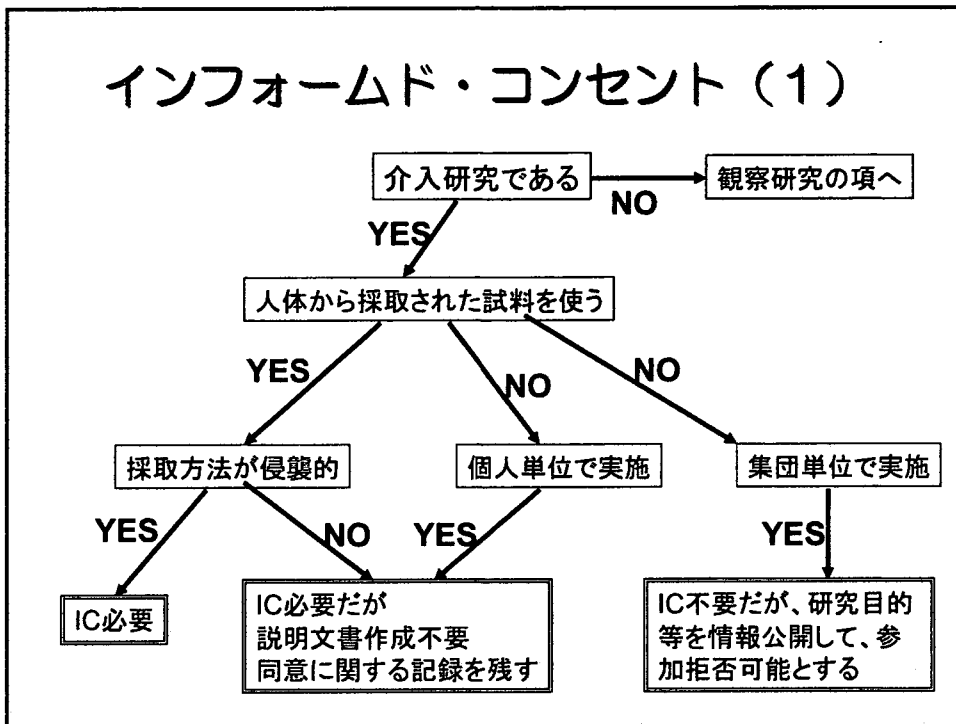 インフォームド・コンセント（1）
介入研究である
NO
観察研究の項へ
YES
人体から採取された試料を使う
YES
NO
NO
採取方法が侵襲的
個人単位で実施
集団単位で実施
YES
NO
YES
YES
IC必要
IC必要だが
説明文書作成不要
同意に関する記録を残す
IC不要だが、研究目的
等を情報公開して、参
加拒否可能とする